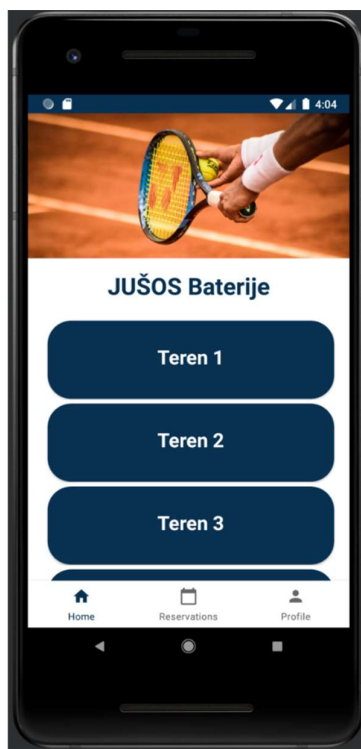 4:04
JUŠOS Baterije
Teren 1
Teren 2
Teren 3
Home
Reservations
Profile